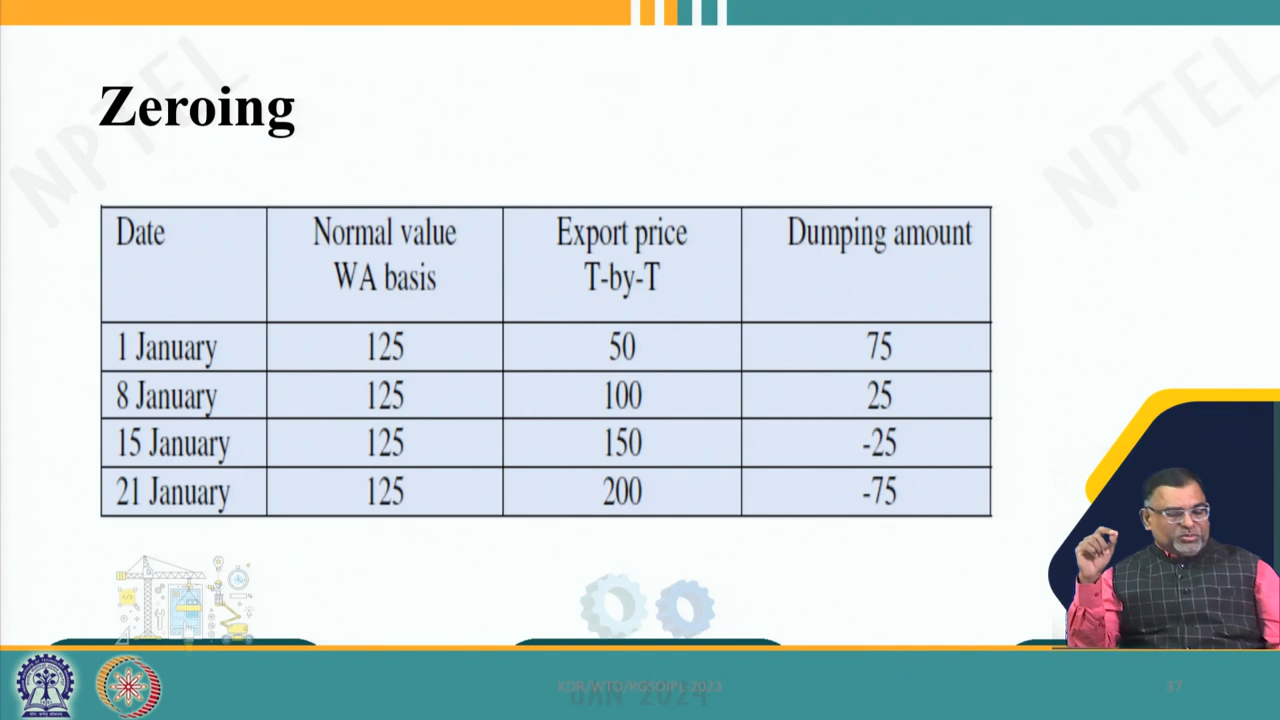 NPTEL
NPTEL
Zeroing
Date Normal value Export price Dumping amount
WA basis T-by-T
1 January 125 50 75
8 January 125 100 25
15 January 125 150 -25
21 January 125 200 -75
KDR/WTO/RGSOIPL-2023 37
JAN 2024